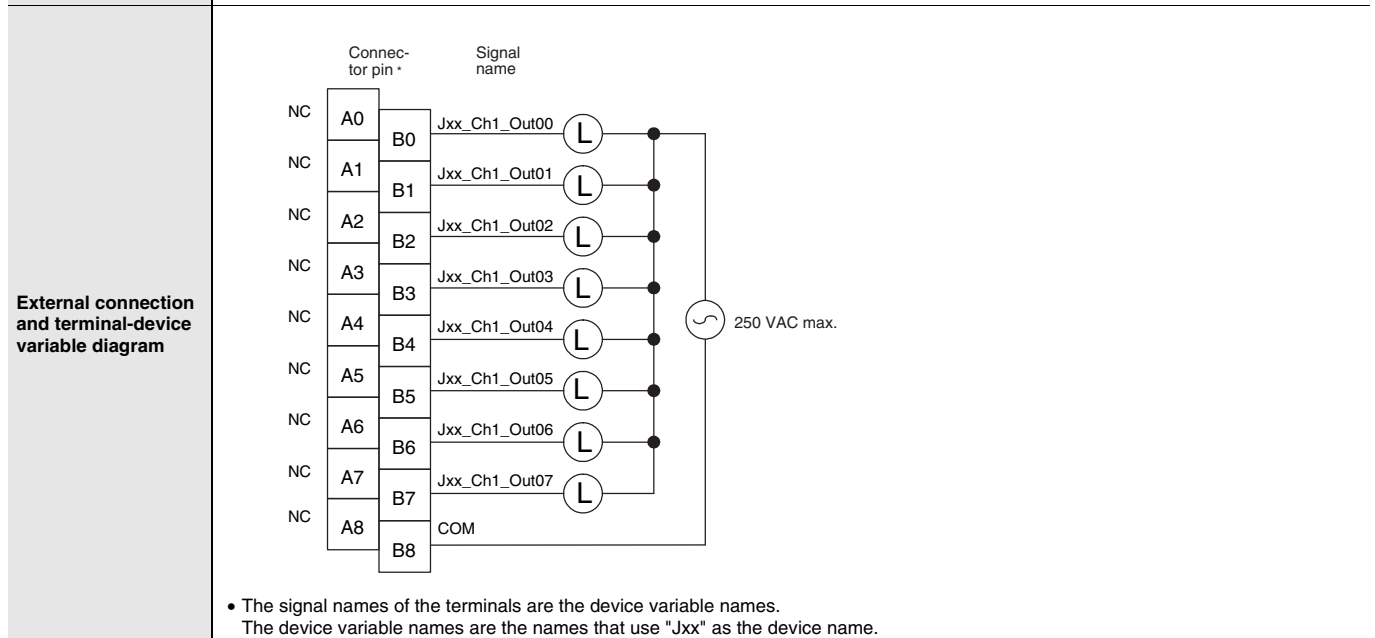 External connection
and terminal-device
variable diagram
Connec-
tor pin *
Signal
name
NC A0
B0 Jxx_Ch1_Out00 L
NC A1
B1 Jxx_Ch1_Out01 L
NC A2
B2 Jxx_Ch1_Out02 L
NC A3
B3 Jxx_Ch1_Out03 L
NC A4
B4 Jxx_Ch1_Out04 L
250 VAC max.
NC A5
B5 Jxx_Ch1_Out05 L
NC A6
B6 Jxx_Ch1_Out06 L
NC A7
B7 Jxx_Ch1_Out07 L
NC A8
B8 COM
• The signal names of the terminals are the device variable names.
The device variable names are the names that use "Jxx" as the device name.